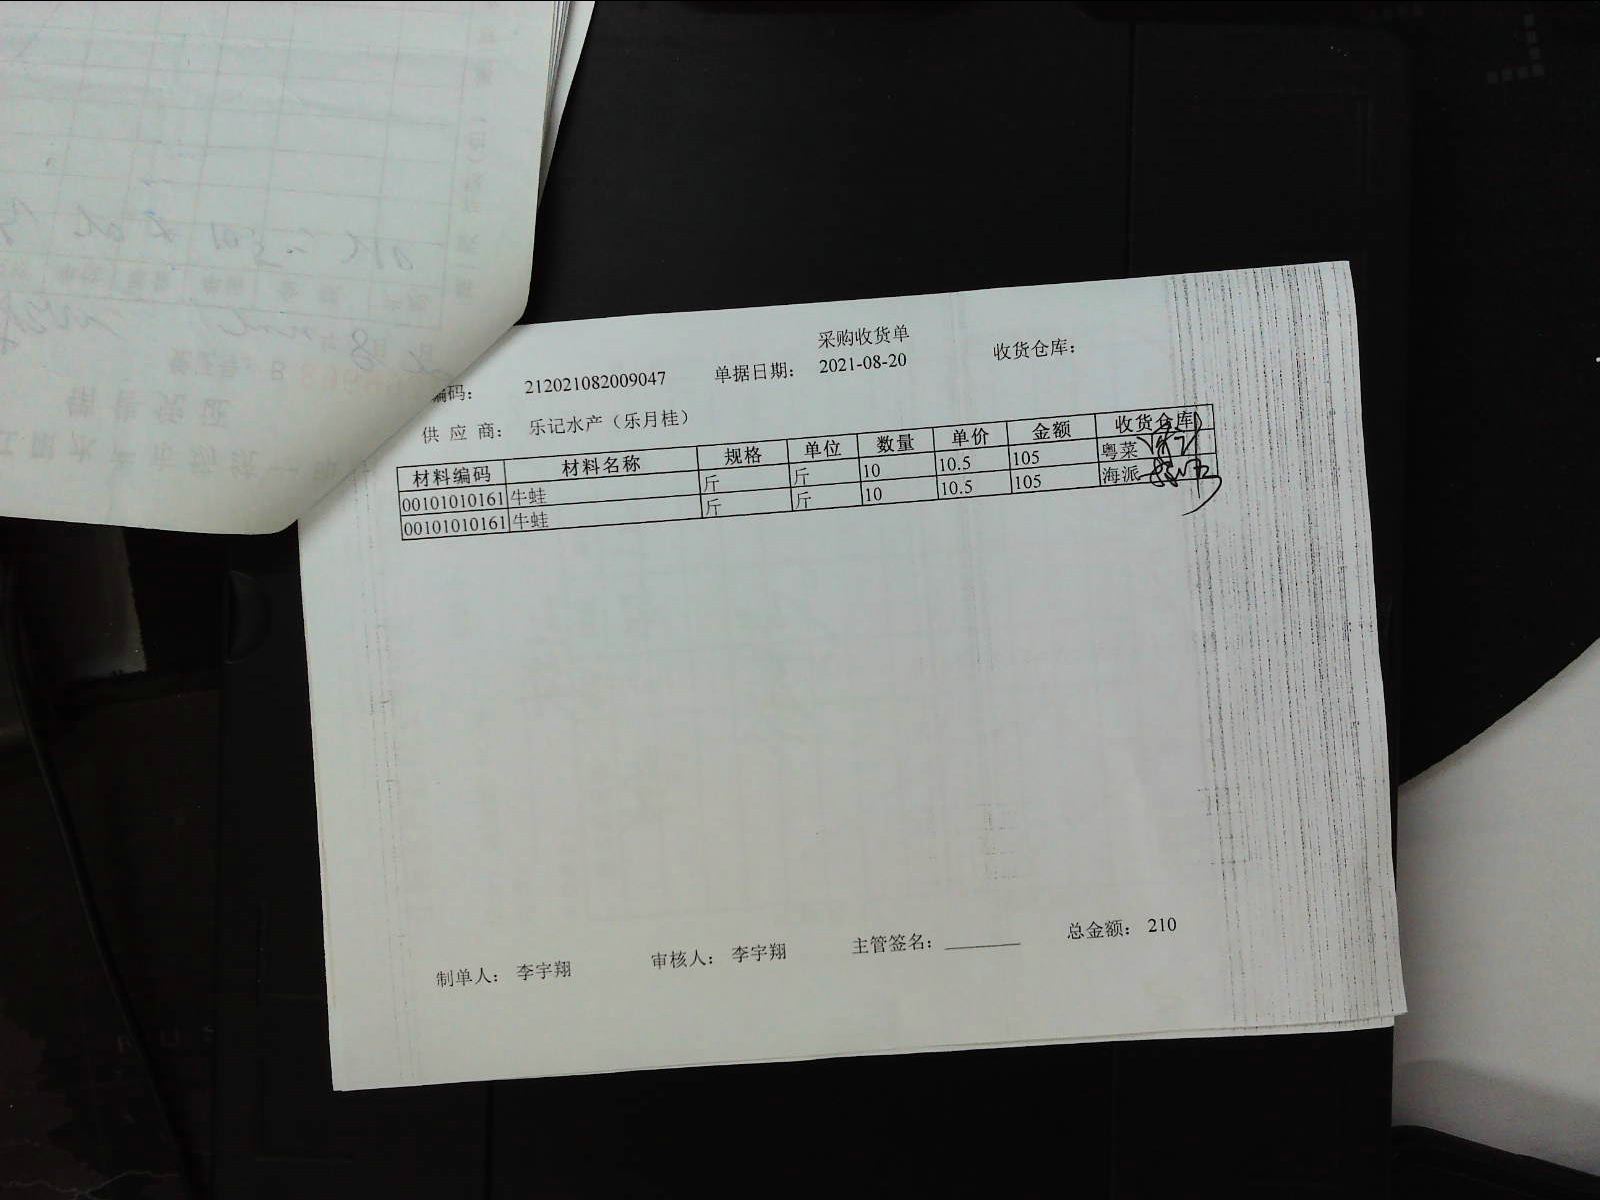 采购收货单
编码： 212021082009047 单据日期： 2021-08-20 收货仓库：
供 应 商： 乐记水产（乐月桂）
材料编码 材料名称 规格 单位 数量 单价 金额 收货仓库
00101010161 牛蛙 斤 斤 10 10.5 105 粤菜
00101010161 牛蛙 斤 斤 10 10.5 105 海派
制单人： 李宇翔 审核人： 李宇翔 主管签名： 总金额： 210